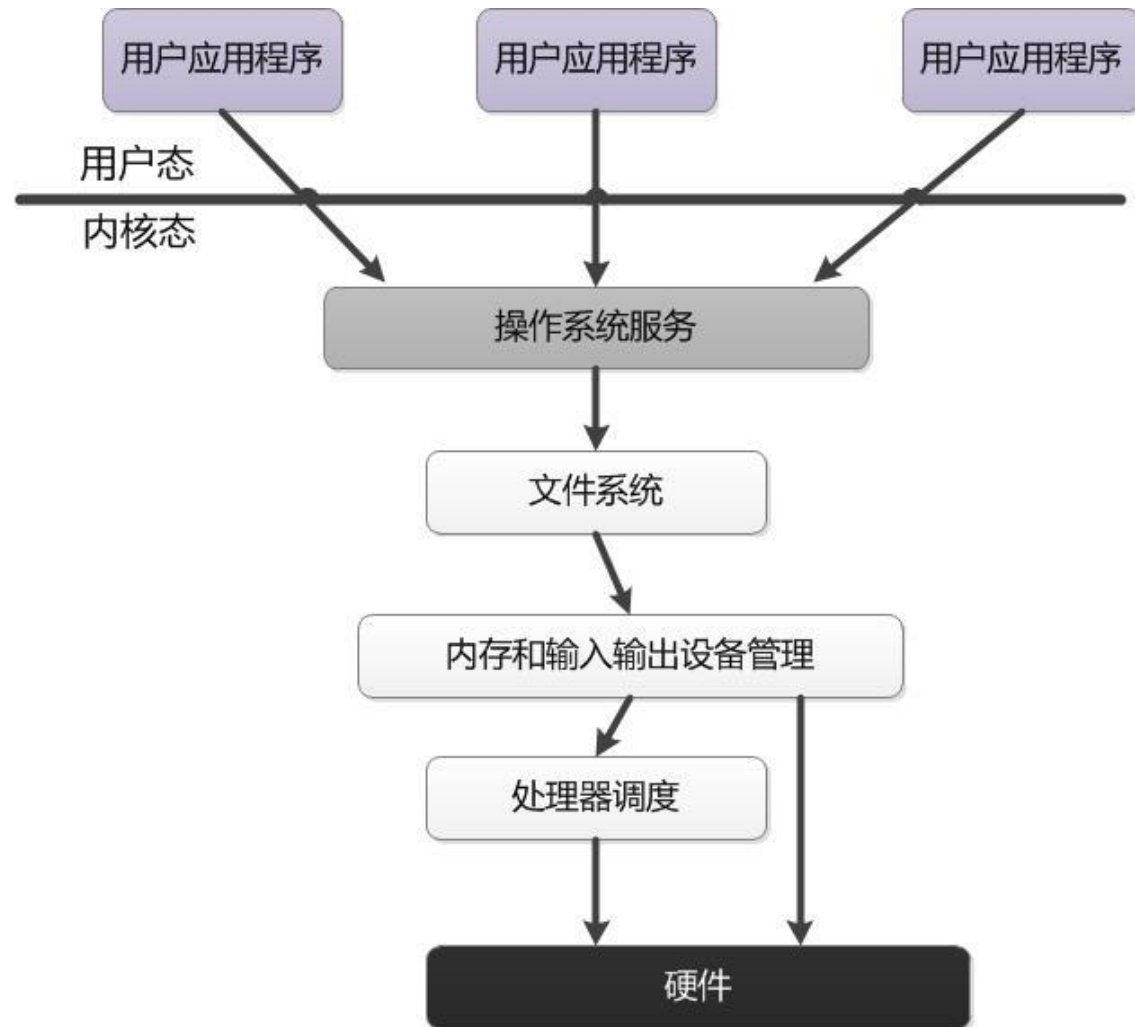 用户应用程序
用户应用程序
用户应用程序
用户态
内核态
操作系统服务
文件系统
内存和输入输出设备管理
处理器调度
硬件